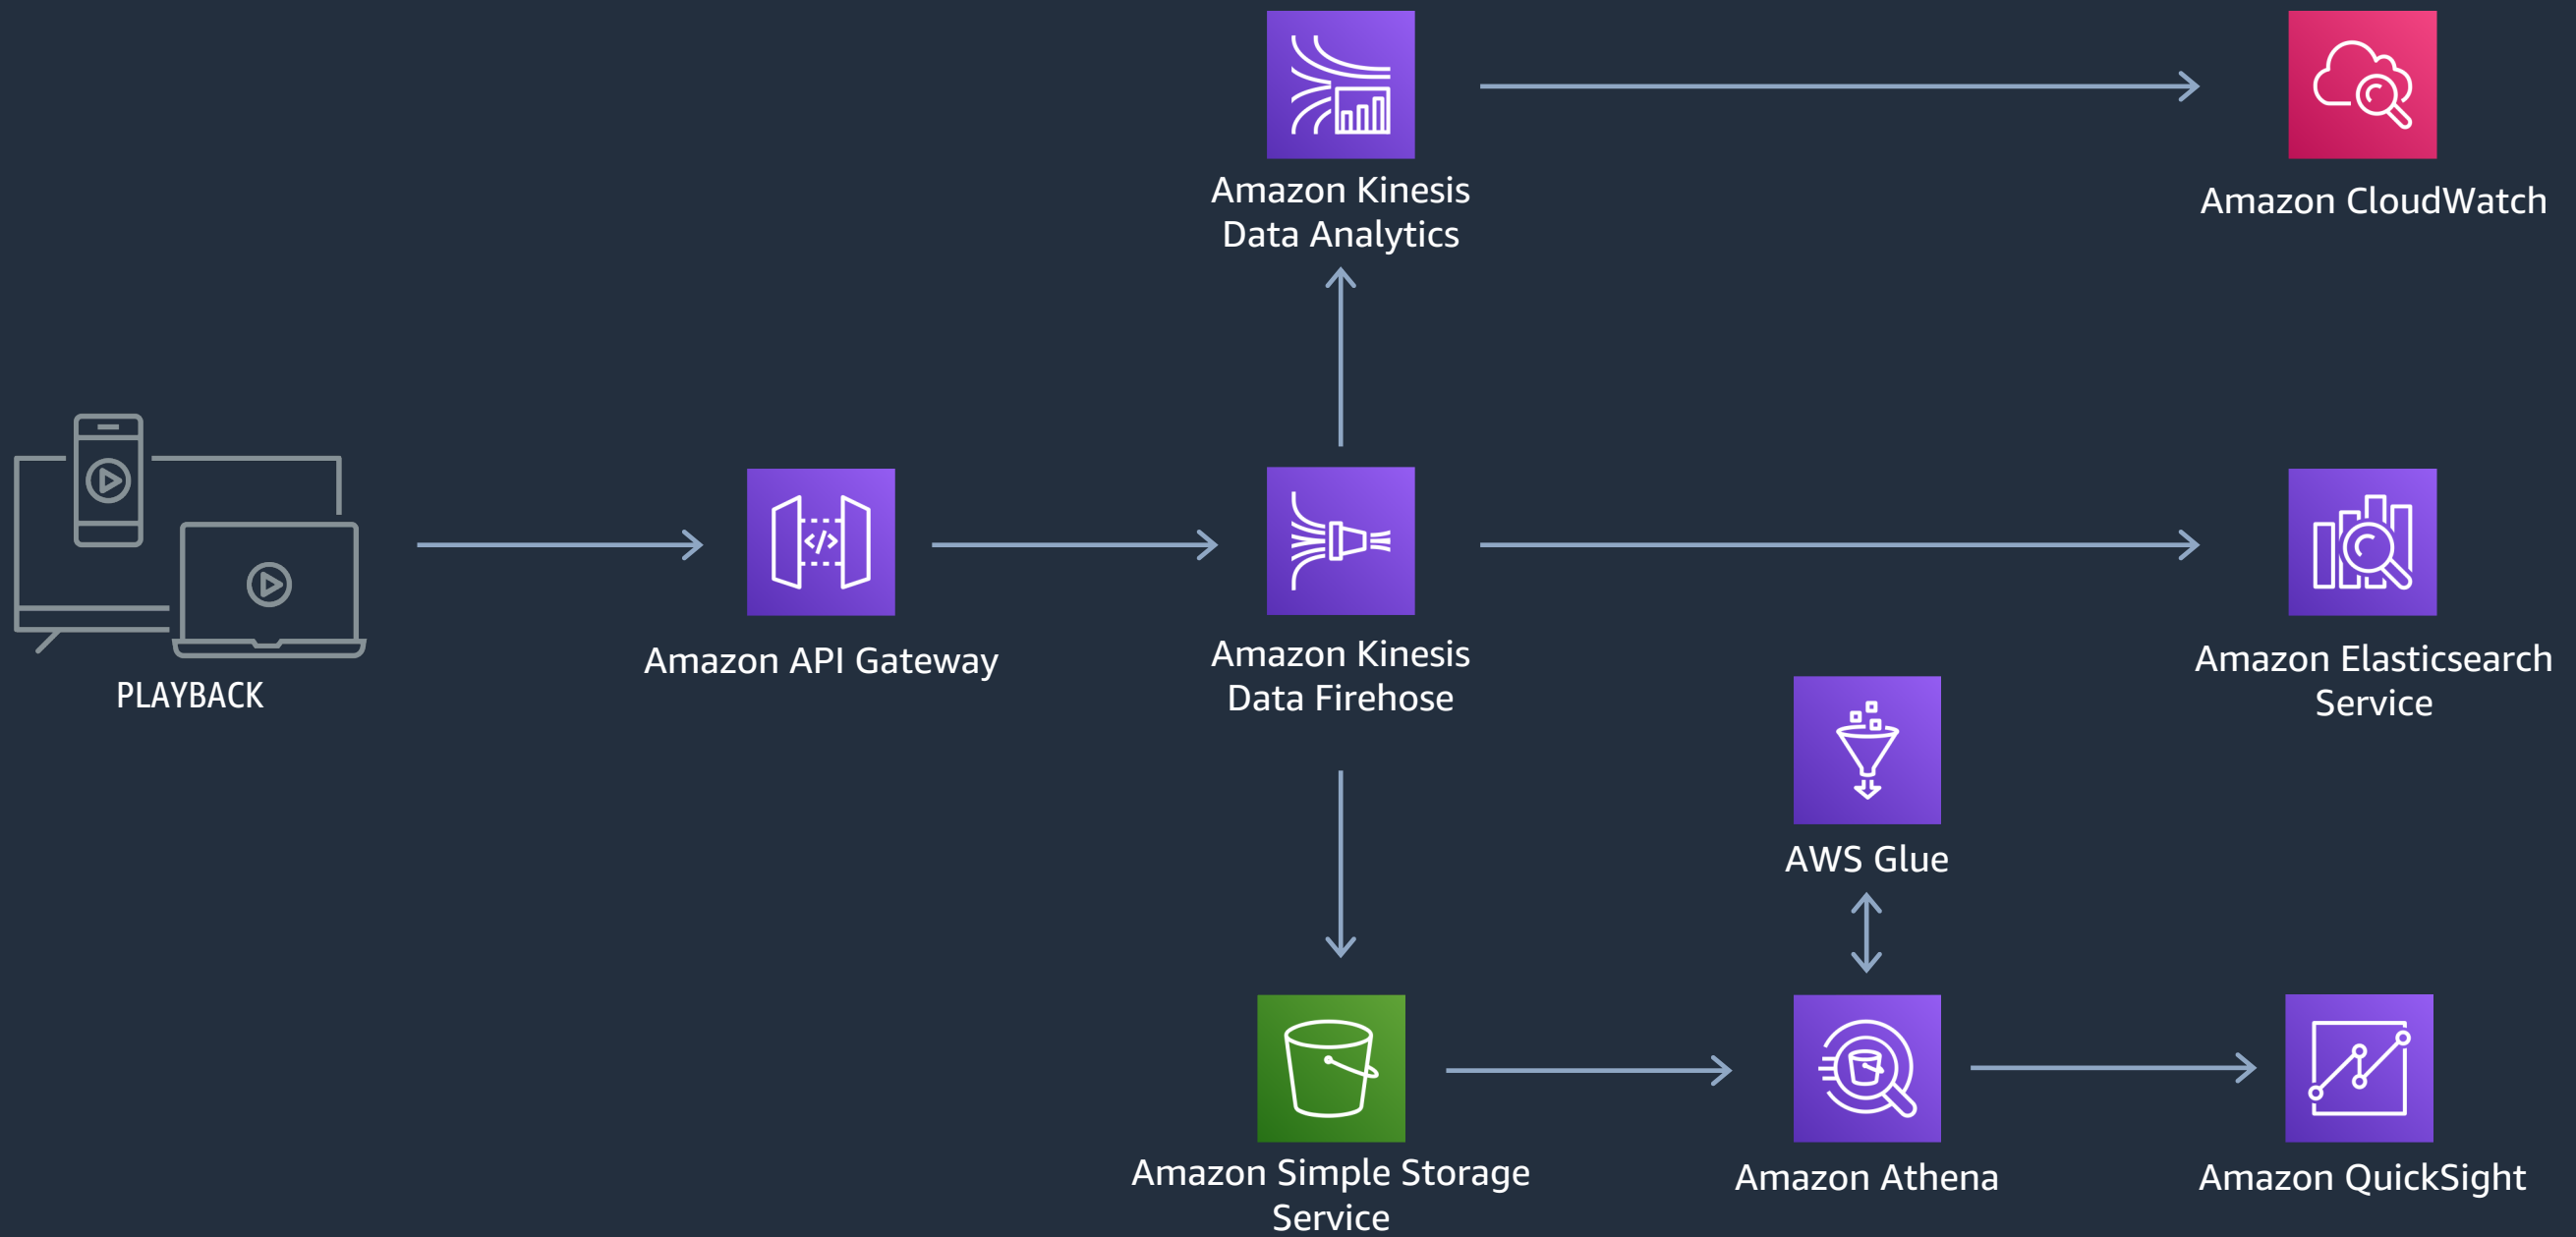 Amazon Kinesis
Data Analytics
Amazon CloudWatch
PLAYBACK
Amazon API Gateway
Amazon Kinesis
Data Firehose
Amazon Elasticsearch
Service
AWS Glue
Amazon Simple Storage
Service
Amazon Athena
Amazon QuickSight